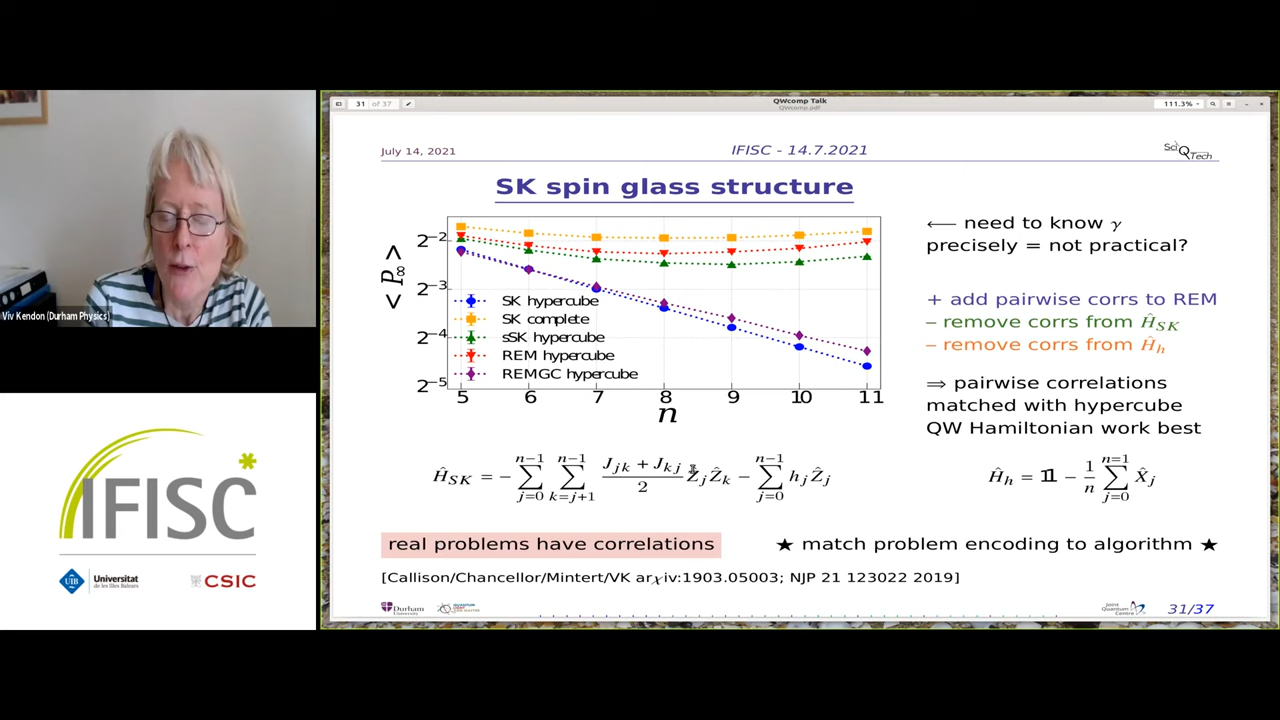 31 of 37
QWcomp Talk
QWcomp.pdf
111.3%
July 14, 2021
IFISC - 14.7.2021
Sci Q Tech
SK spin glass structure
< P̂∞ >
2⁻²
2⁻³
2⁻⁴
2⁻⁵
SK hypercube
SK complete
sSK hypercube
REM hypercube
REMGC hypercube
5 6 7 8 9 10 11
n
⟵ need to know γ
precisely = not practical?
+ add pairwise corrs to REM
– remove corrs from Ĥ_SK
– remove corrs from Ĥ_h
⟹ pairwise correlations
matched with hypercube
QW Hamiltonian work best
Ĥ_SK = − ∑_{j=0}^{n−1} ∑_{k=j+1}^{n−1} (J_jk + J_kj)/2 Ẑ_j Ẑ_k − ∑_{j=0}^{n−1} h_j Ẑ_j
Ĥ_h = 𝟙 − (1/n) ∑_{j=0}^{n=1} X̂_j
real problems have correlations
★ match problem encoding to algorithm ★
[Callison/Chancellor/Mintert/VK arχiv:1903.05003; NJP 21 123022 2019]
Durham
University
Joint
Quantum
Centre
31/37
Viv Kendon (Durham Physics)
IFISC
UIB
Universitat
de les Illes Balears
CSIC